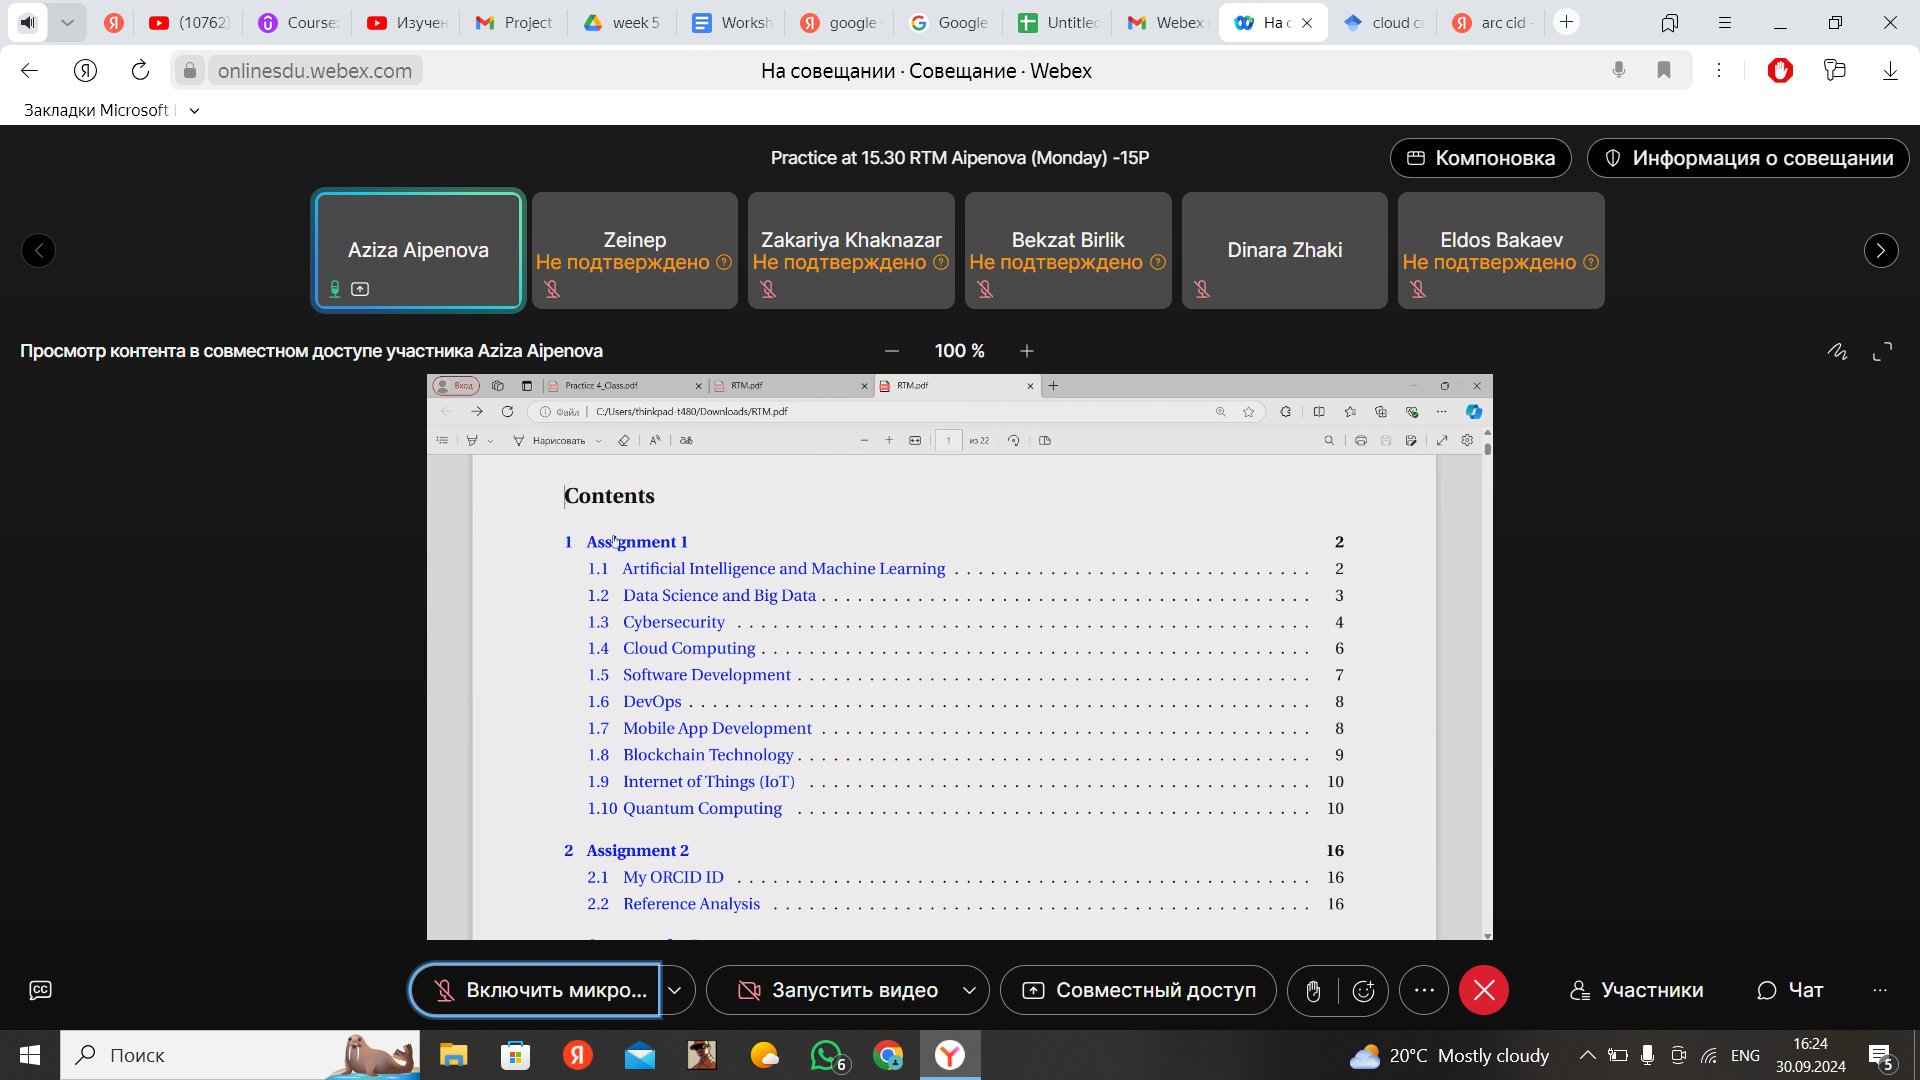 (10762)
Course:
Изучен
Project
week 5
Worksh
google
Google
Untitled
Webex
На с
cloud co
arc cid -
onlinesdu.webex.com
На совещании · Совещание · Webex
Закладки Microsoft
Practice at 15.30 RTM Aipenova (Monday) -15P
Компоновка
Информация о совещании
Aziza Aipenova
Zeinep
Не подтверждено
Zakariya Khaknazar
Не подтверждено
Bekzat Birlik
Не подтверждено
Dinara Zhaki
Eldos Bakaev
Не подтверждено
Просмотр контента в совместном доступе участника Aziza Aipenova
100 %
Вход
Practice 4_Class.pdf
RTM.pdf
RTM.pdf
Файл
C:/Users/thinkpad-t480/Downloads/RTM.pdf
Нарисовать
1 из 22
Contents
1 Assignment 1 2
1.1 Artificial Intelligence and Machine Learning 2
1.2 Data Science and Big Data 3
1.3 Cybersecurity 4
1.4 Cloud Computing 6
1.5 Software Development 7
1.6 DevOps 8
1.7 Mobile App Development 8
1.8 Blockchain Technology 9
1.9 Internet of Things (IoT) 10
1.10 Quantum Computing 10
2 Assignment 2 16
2.1 My ORCID ID 16
2.2 Reference Analysis 16
CC
Включить микро...
Запустить видео
Совместный доступ
Участники
Чат
Поиск
6
20°C Mostly cloudy
ENG
16:24
30.09.2024
5